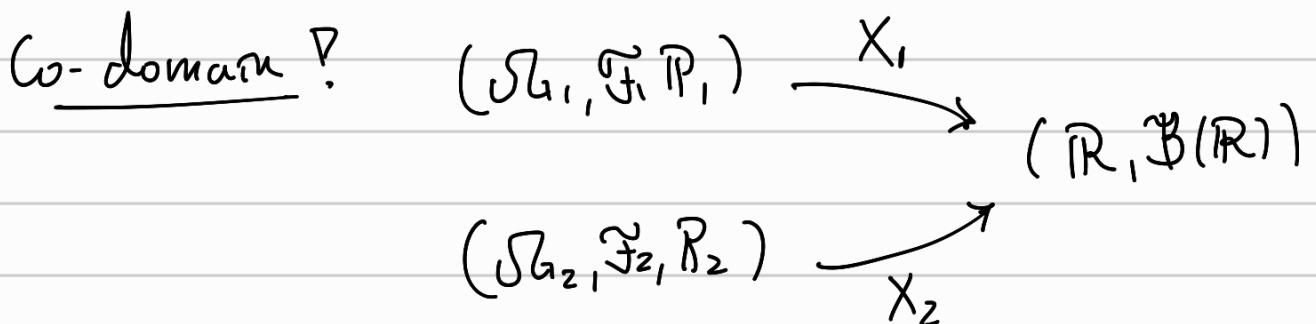 Co-domain! (Ω₁, ℱ₁ ℙ₁) X₁
(ℝ, ℬ(ℝ))
(Ω₂, ℱ₂, ℙ₂) X₂